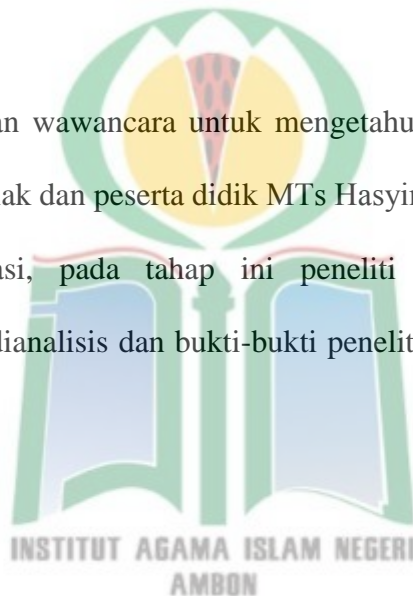 an wawancara untuk mengetahu
ak dan peserta didik MTs Hasyin
asi, pada tahap ini peneliti
dianalisis dan bukti-bukti penelit
INSTITUT AGAMA ISLAM NEGERI
AMBON